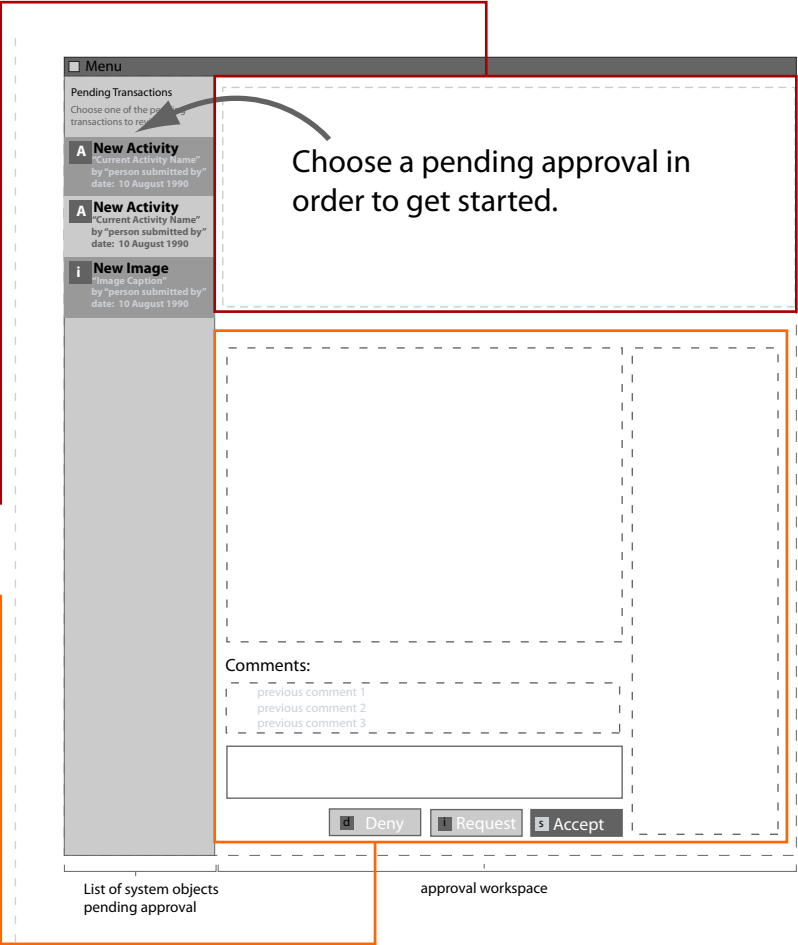 Menu
Pending Transactions
Choose one of the pending
transactions to review
A New Activity
"Current Activity Name"
by "person submitted by"
date: 10 August 1990
A New Activity
"Current Activity Name"
by "person submitted by"
date: 10 August 1990
i New Image
"Image Caption"
by "person submitted by"
date: 10 August 1990
Choose a pending approval in
order to get started.
Comments:
previous comment 1
previous comment 2
previous comment 3
d Deny
i Request
s Accept
List of system objects
pending approval
approval workspace